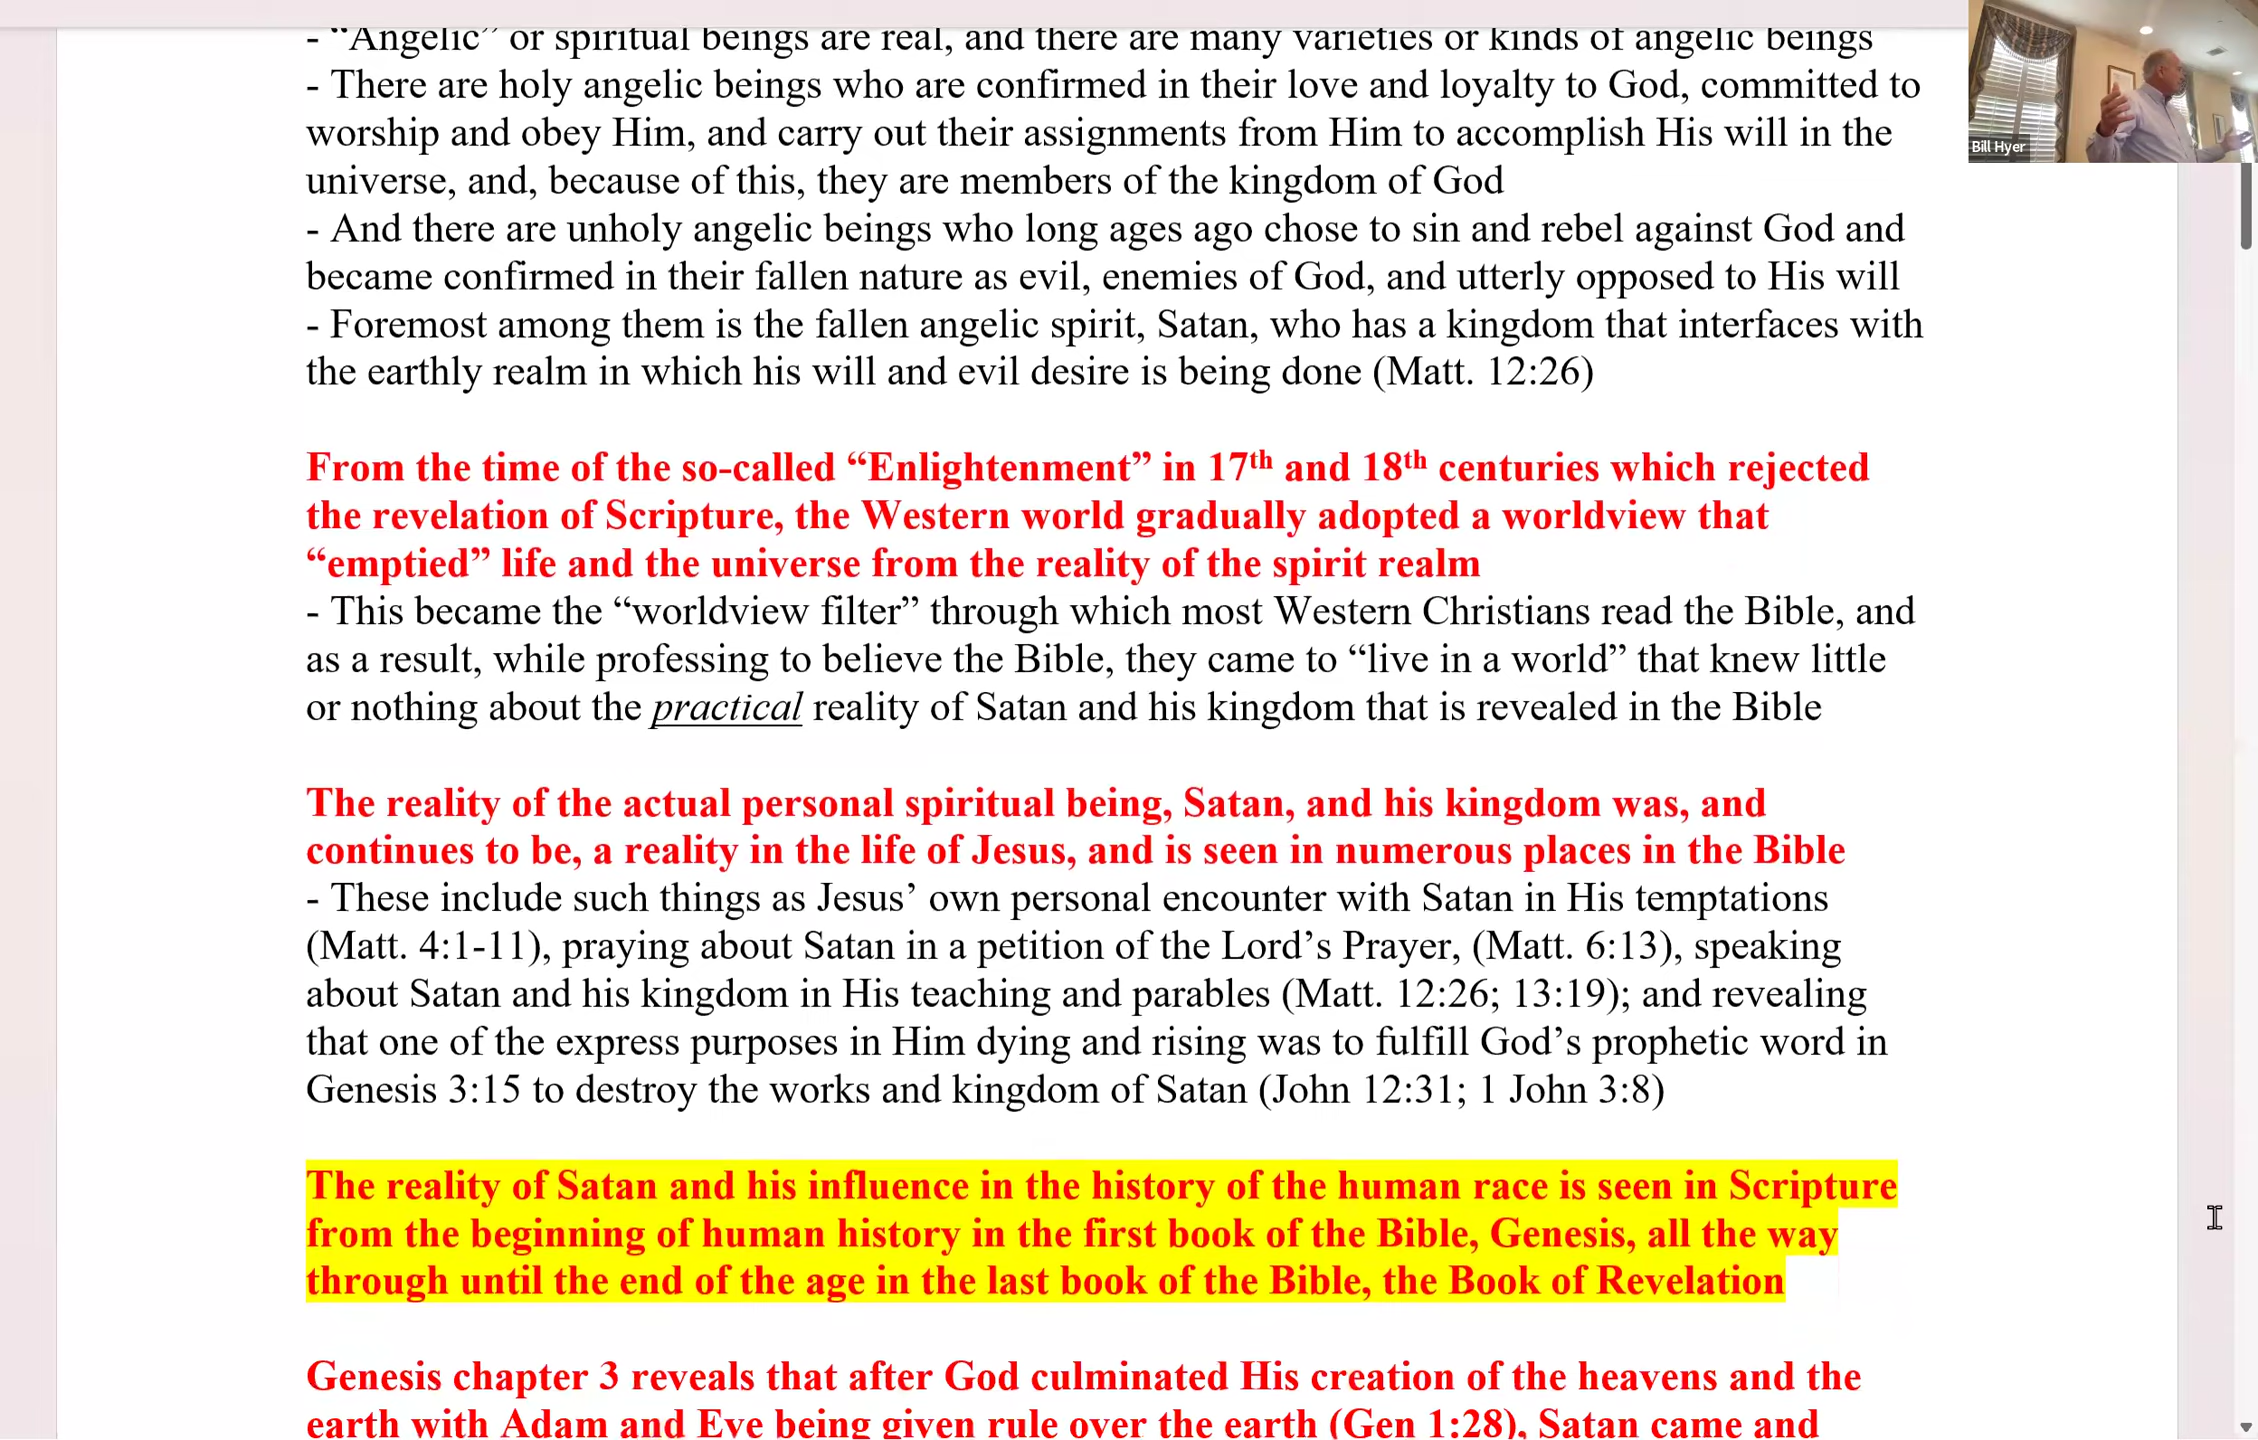 - “Angelic” or spiritual beings are real, and there are many varieties or kinds of angelic beings
- There are holy angelic beings who are confirmed in their love and loyalty to God, committed to
worship and obey Him, and carry out their assignments from Him to accomplish His will in the
universe, and, because of this, they are members of the kingdom of God
- And there are unholy angelic beings who long ages ago chose to sin and rebel against God and
became confirmed in their fallen nature as evil, enemies of God, and utterly opposed to His will
- Foremost among them is the fallen angelic spirit, Satan, who has a kingdom that interfaces with
the earthly realm in which his will and evil desire is being done (Matt. 12:26)
From the time of the so-called “Enlightenment” in 17th and 18th centuries which rejected
the revelation of Scripture, the Western world gradually adopted a worldview that
“emptied” life and the universe from the reality of the spirit realm
- This became the “worldview filter” through which most Western Christians read the Bible, and
as a result, while professing to believe the Bible, they came to “live in a world” that knew little
or nothing about the practical reality of Satan and his kingdom that is revealed in the Bible
The reality of the actual personal spiritual being, Satan, and his kingdom was, and
continues to be, a reality in the life of Jesus, and is seen in numerous places in the Bible
- These include such things as Jesus’ own personal encounter with Satan in His temptations
(Matt. 4:1-11), praying about Satan in a petition of the Lord’s Prayer, (Matt. 6:13), speaking
about Satan and his kingdom in His teaching and parables (Matt. 12:26; 13:19); and revealing
that one of the express purposes in Him dying and rising was to fulfill God’s prophetic word in
Genesis 3:15 to destroy the works and kingdom of Satan (John 12:31; 1 John 3:8)
The reality of Satan and his influence in the history of the human race is seen in Scripture
from the beginning of human history in the first book of the Bible, Genesis, all the way
through until the end of the age in the last book of the Bible, the Book of Revelation
Genesis chapter 3 reveals that after God culminated His creation of the heavens and the
earth with Adam and Eve being given rule over the earth (Gen 1:28), Satan came and
Bill Hyer